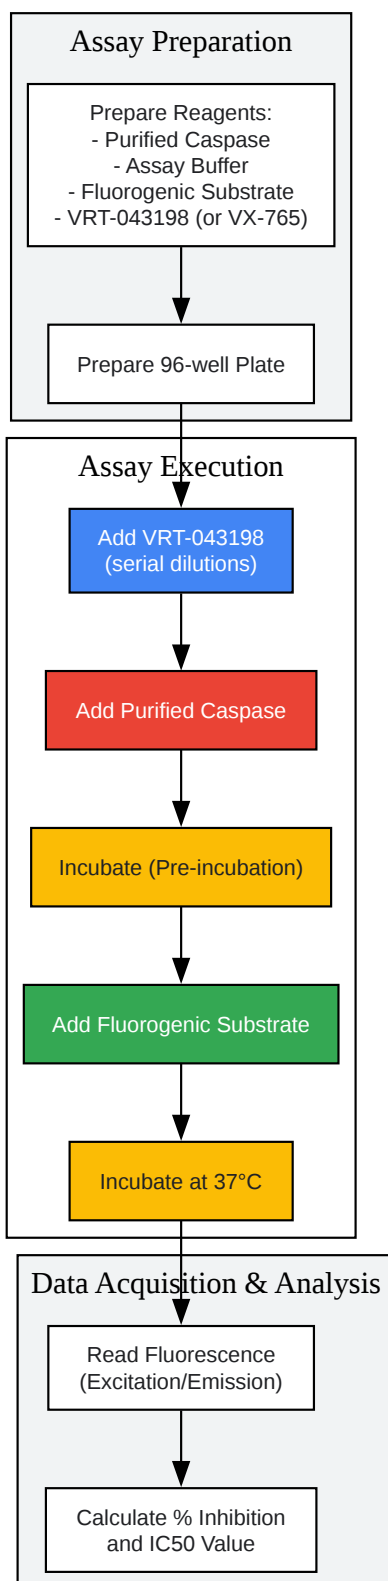 Assay Preparation
Prepare Reagents:
- Purified Caspase
- Assay Buffer
- Fluorogenic Substrate
- VRT-043198 (or VX-765)
Prepare 96-well Plate
Assay Execution
Add VRT-043198
(serial dilutions)
Add Purified Caspase
Incubate (Pre-incubation)
Add Fluorogenic Substrate
Incubate at 37°C
Data Acquisition & Analysis
Read Fluorescence
(Excitation/Emission)
Calculate % Inhibition
and IC50 Value